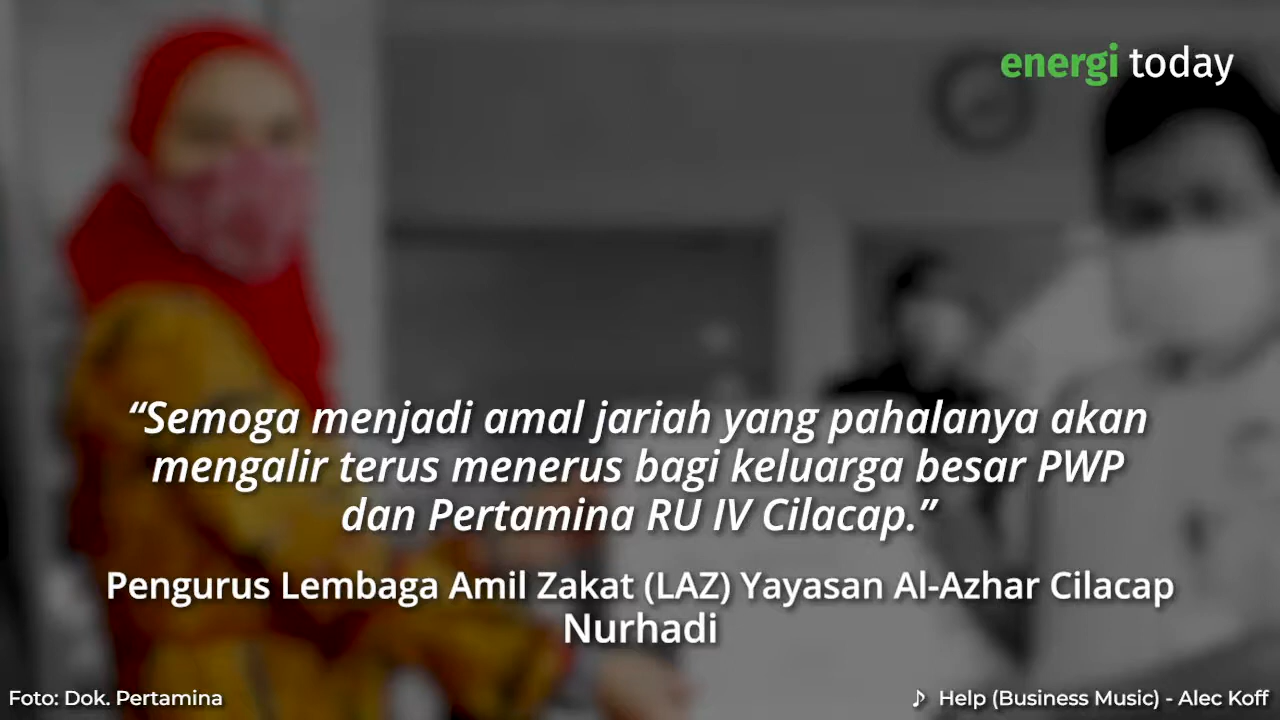 energi today
“Semoga menjadi amal jariah yang pahalanya akan
mengalir terus menerus bagi keluarga besar PWP
dan Pertamina RU IV Cilacap.”
Pengurus Lembaga Amil Zakat (LAZ) Yayasan Al-Azhar Cilacap
Nurhadi
Foto: Dok. Pertamina
♪ Help (Business Music) - Alec Koff